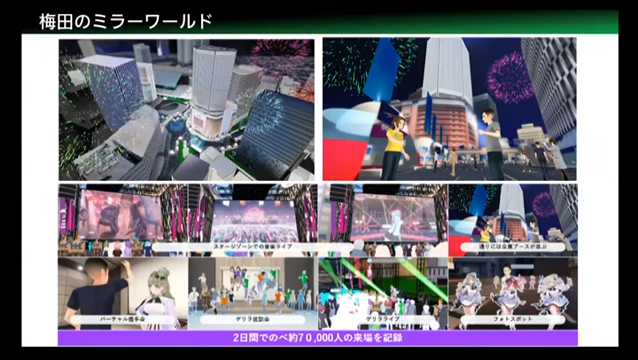 梅田のミラーワールド
ステージゾーンでの音楽ライブ
通りには企業ブースが並ぶ
バーチャル握手会
ゲリラ座談会
ゲリラライブ
フォトスポット
2日間でのべ約70,000人の来場を記録